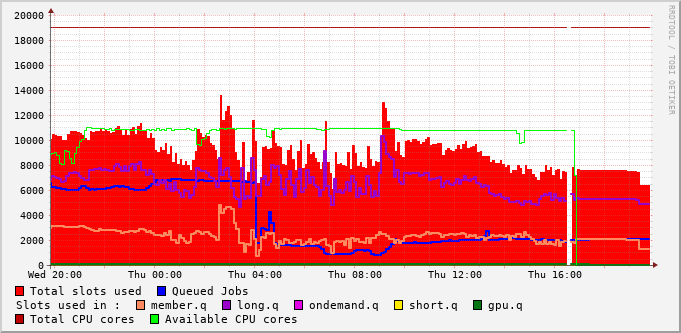 20000
18000
16000
14000
12000
10000
8000
6000
4000
2000
0
Wed 20:00 Thu 00:00 Thu 04:00 Thu 08:00 Thu 12:00 Thu 16:00
Total slots used Queued Jobs
Slots used in : member.q long.q ondemand.q short.q gpu.q
Total CPU cores Available CPU cores
RRDTOOL / TOBI OETIKER